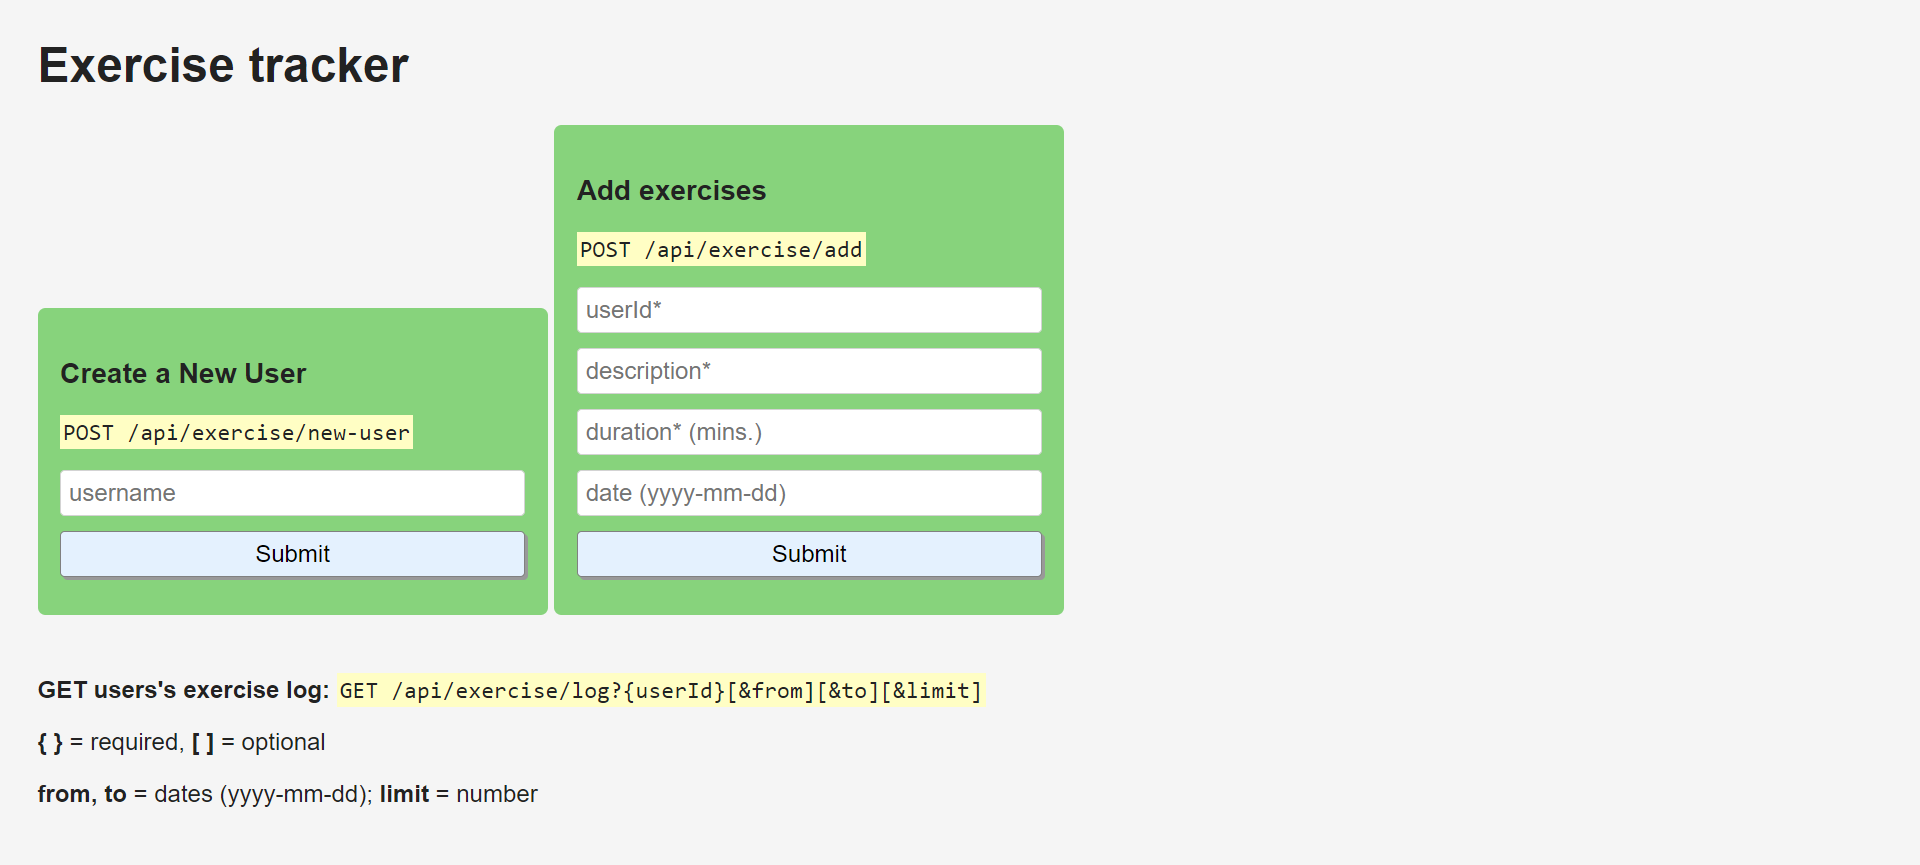 Exercise tracker
Create a New User
POST /api/exercise/new-user
username
Submit
Add exercises
POST /api/exercise/add
userId*
description*
duration* (mins.)
date (yyyy-mm-dd)
Submit
GET users's exercise log: GET /api/exercise/log?{userId}[&from][&to][&limit]
{ } = required, [ ] = optional
from, to = dates (yyyy-mm-dd); limit = number